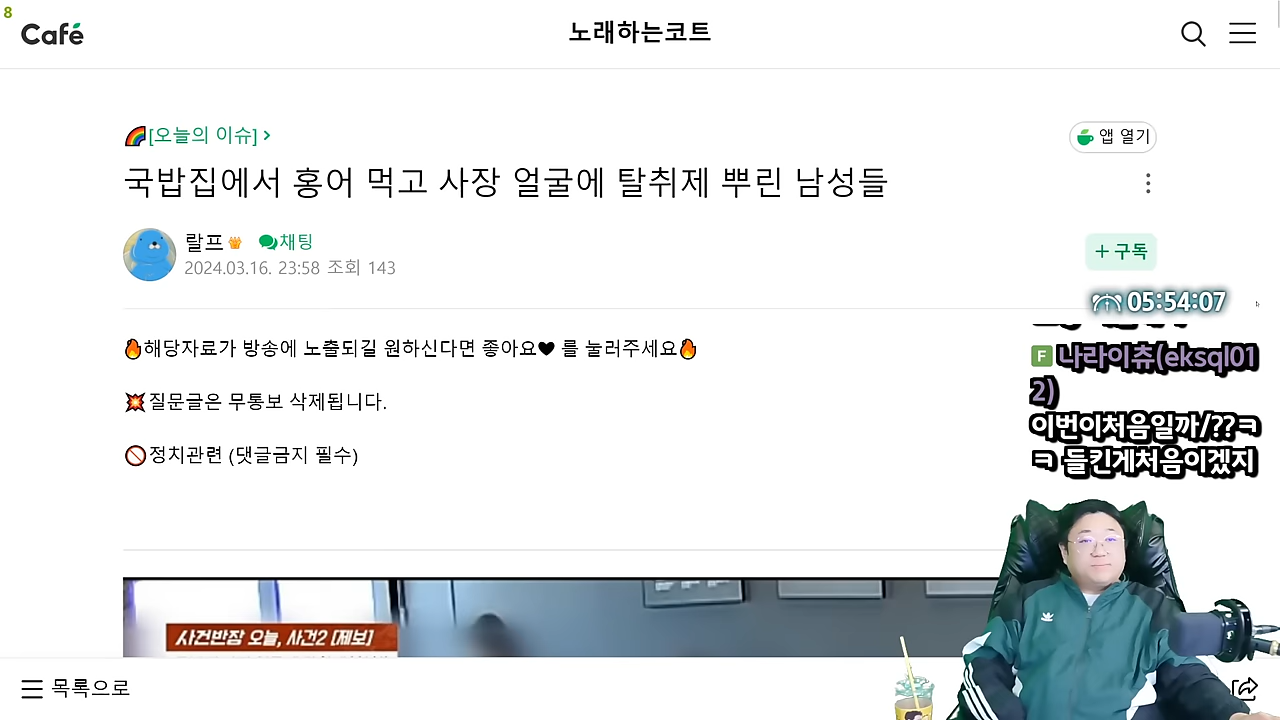 8
Café
노래하는코트
[오늘의 이슈]
앱 열기
국밥집에서 홍어 먹고 사장 얼굴에 탈취제 뿌린 남성들
랄프
채팅
2024.03.16. 23:58 조회 143
+ 구독
05:54:07
🔥해당자료가 방송에 노출되길 원하신다면 좋아요🖤 를 눌러주세요🔥
F 나라이츄(eksql01
2)
💥질문글은 무통보 삭제됩니다.
이번이처음일까/??ㅋ
🚫정치관련 (댓글금지 필수)
ㅋ 들킨게처음이겠지
사건반장 오늘, 사건2 [제보]
목록으로